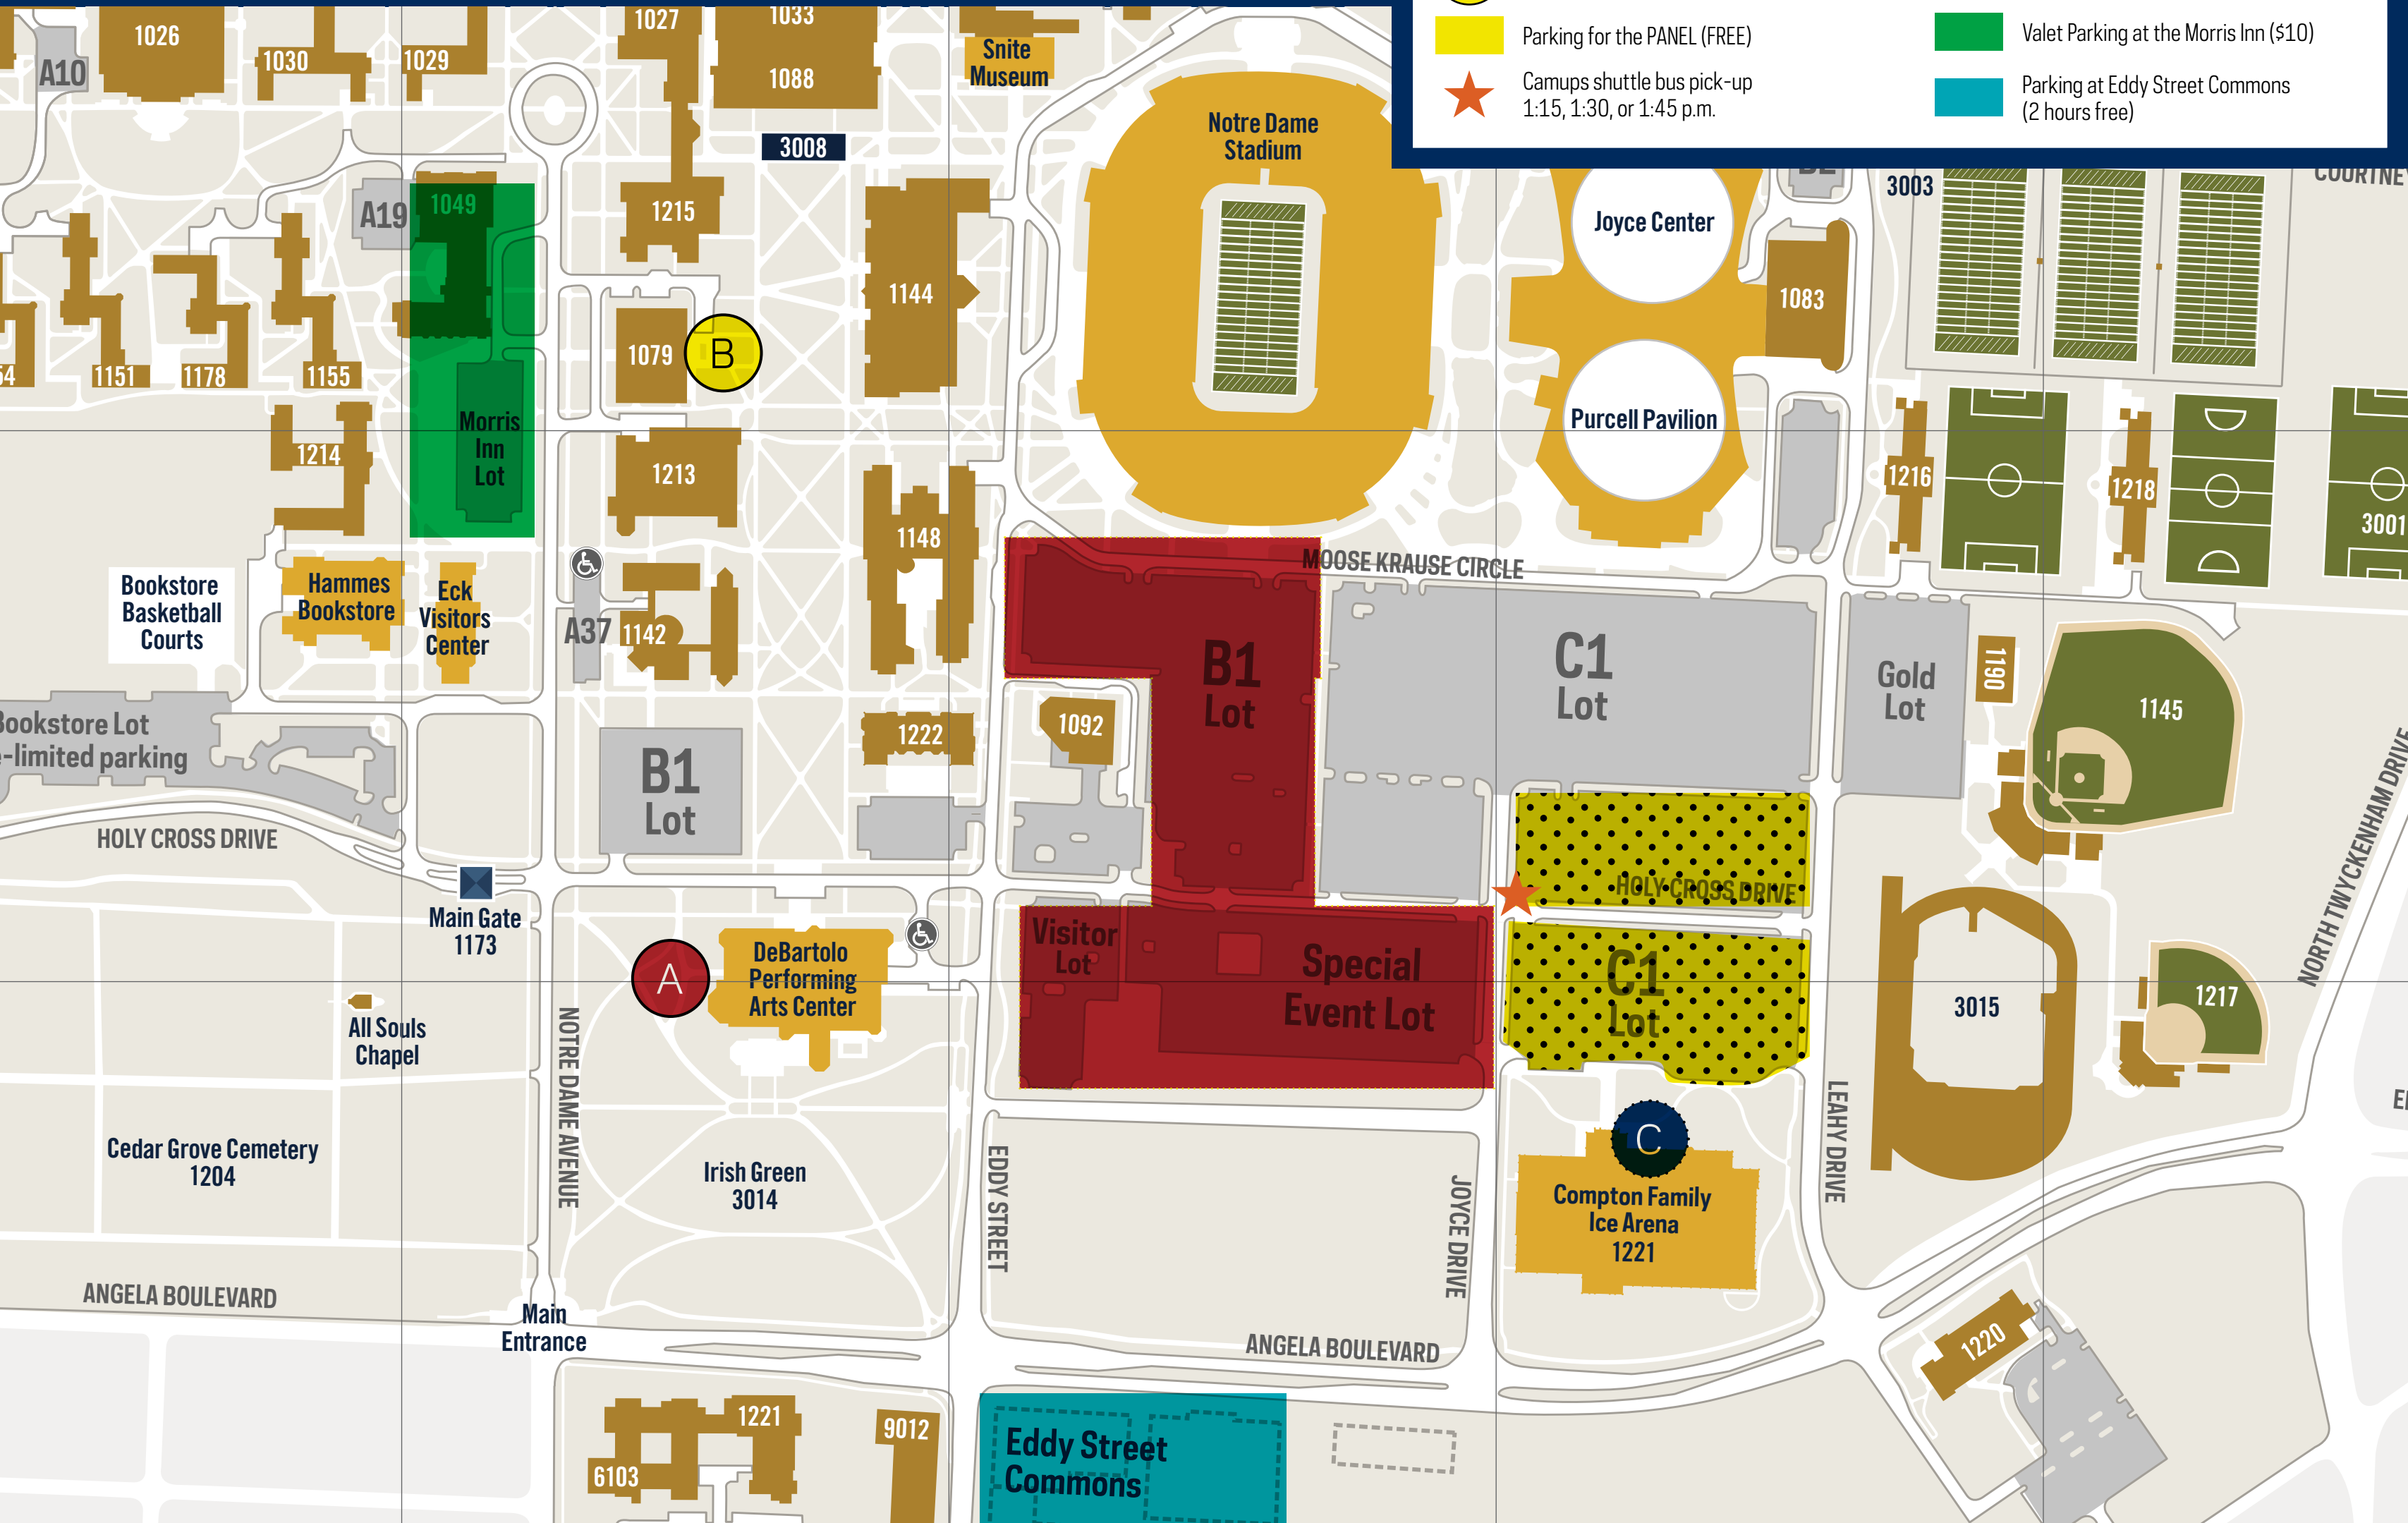 Parking for the PANEL (FREE)
Camups shuttle bus pick-up
1:15, 1:30, or 1:45 p.m.
Valet Parking at the Morris Inn ($10)
Parking at Eddy Street Commons
(2 hours free)
1026
A10
1030
1029
1027
1033
1088
Snite
Museum
3008
Notre Dame
Stadium
Joyce Center
3003
A19
1049
1215
1144
1083
1079
B
1151
1178
1155
Purcell Pavilion
Morris
Inn
Lot
1214
1213
1216
1218
3001
1148
MOOSE KRAUSE CIRCLE
Bookstore
Basketball
Courts
Hammes
Bookstore
Eck
Visitors
Center
A37
1142
B1
Lot
C1
Lot
Gold
Lot
1190
1145
Bookstore Lot
-limited parking
B1
Lot
1222
1092
NORTH TWYCKENHAM DRIVE
HOLY CROSS DRIVE
HOLY CROSS DRIVE
Main Gate
1173
A
DeBartolo
Performing
Arts Center
Visitor
Lot
Special
Event Lot
C1
Lot
3015
1217
All Souls
Chapel
NOTRE DAME AVENUE
Cedar Grove Cemetery
1204
Irish Green
3014
EDDY STREET
JOYCE DRIVE
C
Compton Family
Ice Arena
1221
LEAHY DRIVE
ANGELA BOULEVARD
Main
Entrance
ANGELA BOULEVARD
1220
1221
9012
6103
Eddy Street
Commons